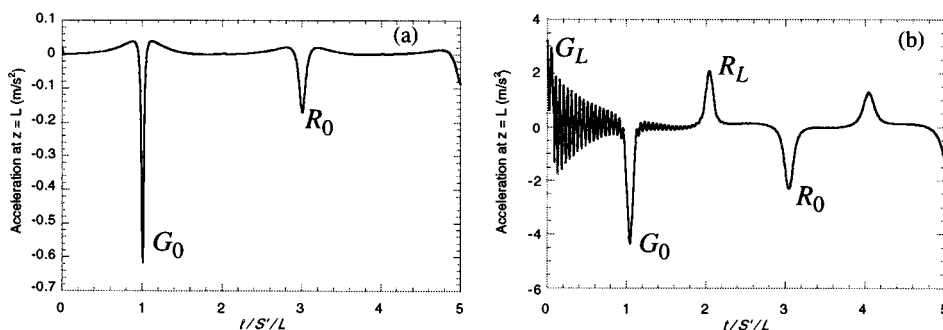 0.1
0
-0.1
-0.2
-0.3
-0.4
-0.5
-0.6
-0.7
Acceleration at z = L (m/s²)
(a)
G₀
R₀
0 1 2 3 4 5
t/S'/L
4
2
0
-2
-4
-6
Acceleration at z = L (m/s²)
(b)
G_L
R_L
G₀
R₀
0 1 2 3 4 5
t/S'/L